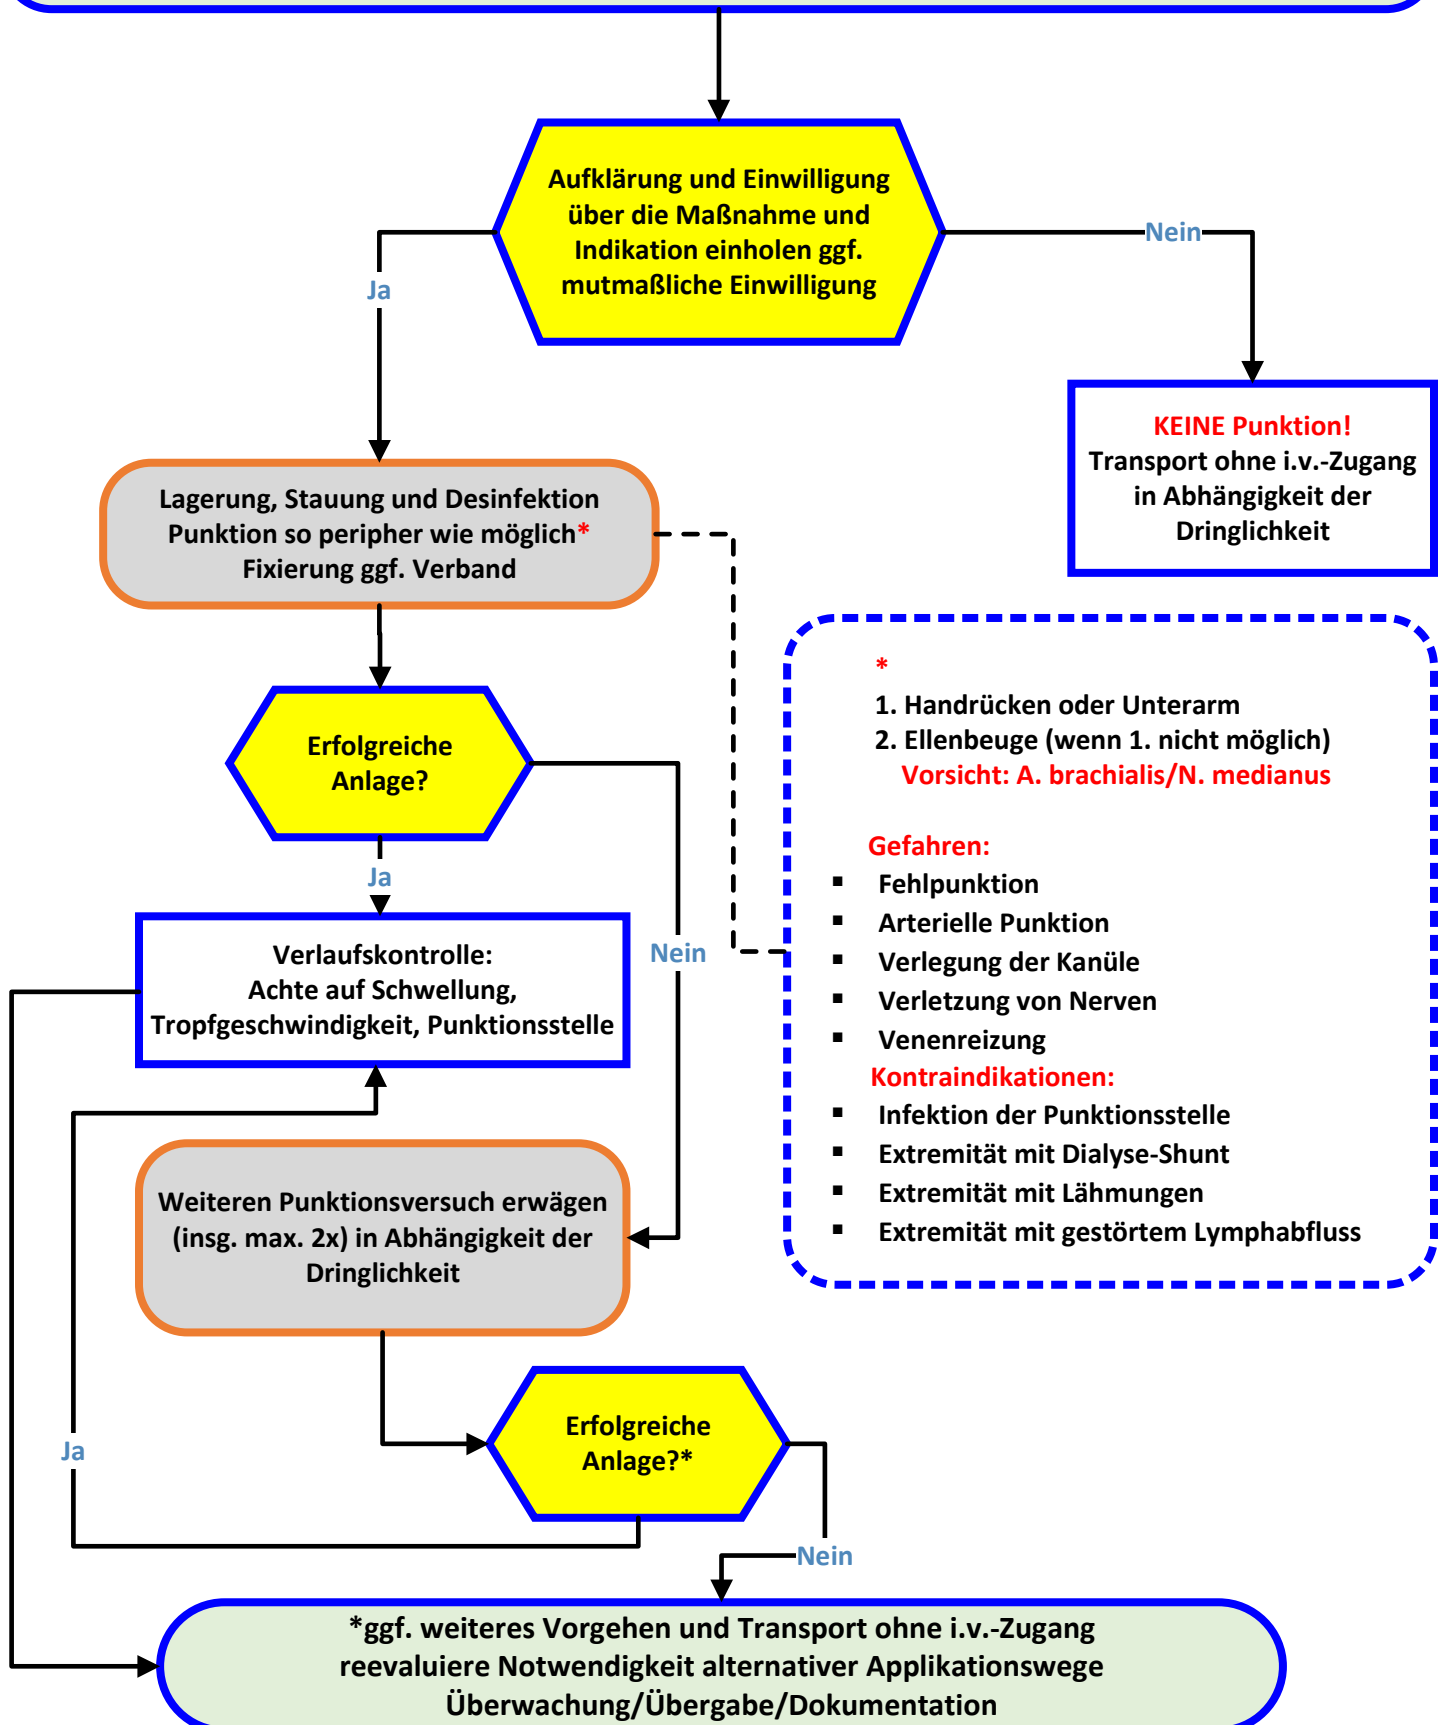 Aufklärung und Einwilligung
über die Maßnahme und
Indikation einholen ggf.
mutmaßliche Einwilligung
Nein
Ja
KEINE Punktion!
Transport ohne i.v.-Zugang
in Abhängigkeit der
Dringlichkeit
Lagerung, Stauung und Desinfektion
Punktion so peripher wie möglich*
Fixierung ggf. Verband
*
1. Handrücken oder Unterarm
2. Ellenbeuge (wenn 1. nicht möglich)
Vorsicht: A. brachialis/N. medianus
Gefahren:
▪ Fehlpunktion
▪ Arterielle Punktion
▪ Verlegung der Kanüle
▪ Verletzung von Nerven
▪ Venenreizung
Kontraindikationen:
▪ Infektion der Punktionsstelle
▪ Extremität mit Dialyse-Shunt
▪ Extremität mit Lähmungen
▪ Extremität mit gestörtem Lymphabfluss
Erfolgreiche
Anlage?
Ja
Nein
Verlaufskontrolle:
Achte auf Schwellung,
Tropfgeschwindigkeit, Punktionsstelle
Weiteren Punktionsversuch erwägen
(insg. max. 2x) in Abhängigkeit der
Dringlichkeit
Erfolgreiche
Anlage?*
Ja
Nein
*ggf. weiteres Vorgehen und Transport ohne i.v.-Zugang
reevaluiere Notwendigkeit alternativer Applikationswege
Überwachung/Übergabe/Dokumentation